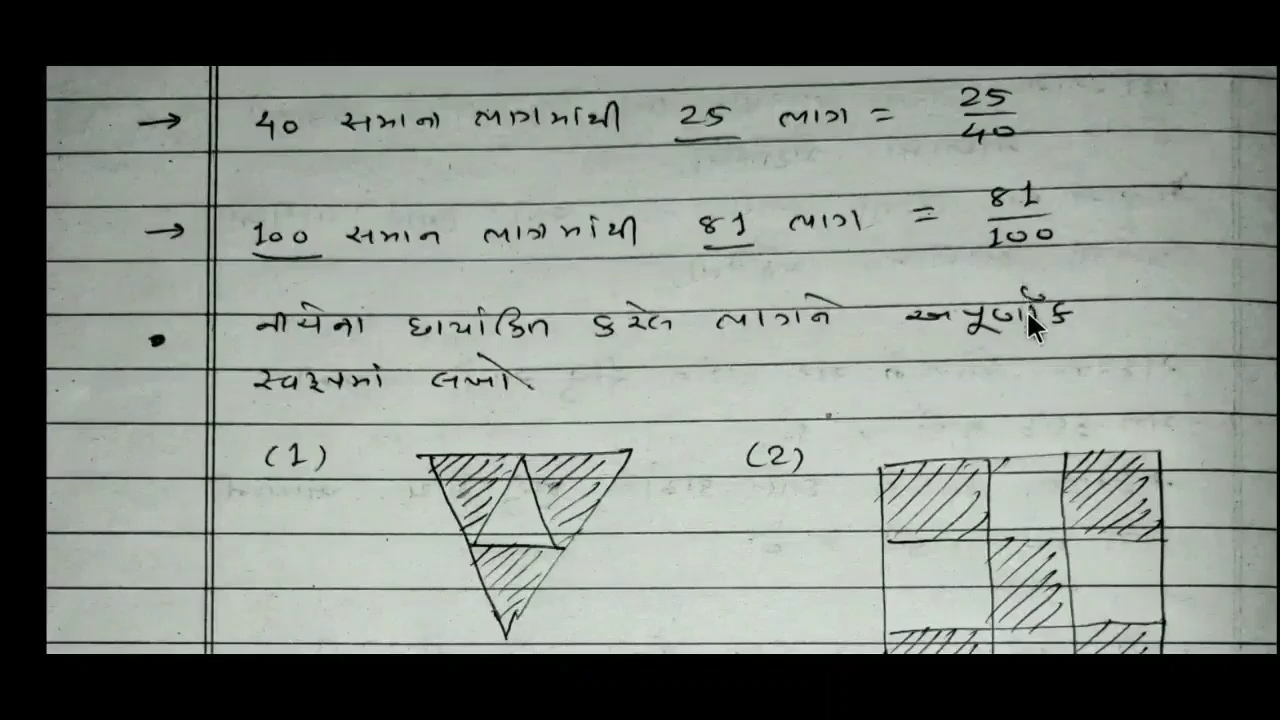 → 40 સમાન ભાગમાંથી 25 ભાગ = 25/40
→ 100 સમાન ભાગમાંથી 81 ભાગ = 81/100
• નીચેનાં છાયાંકિત કરેલ ભાગને અપૂર્ણાંક
સ્વરૂપમાં લખો.
(1) (2)